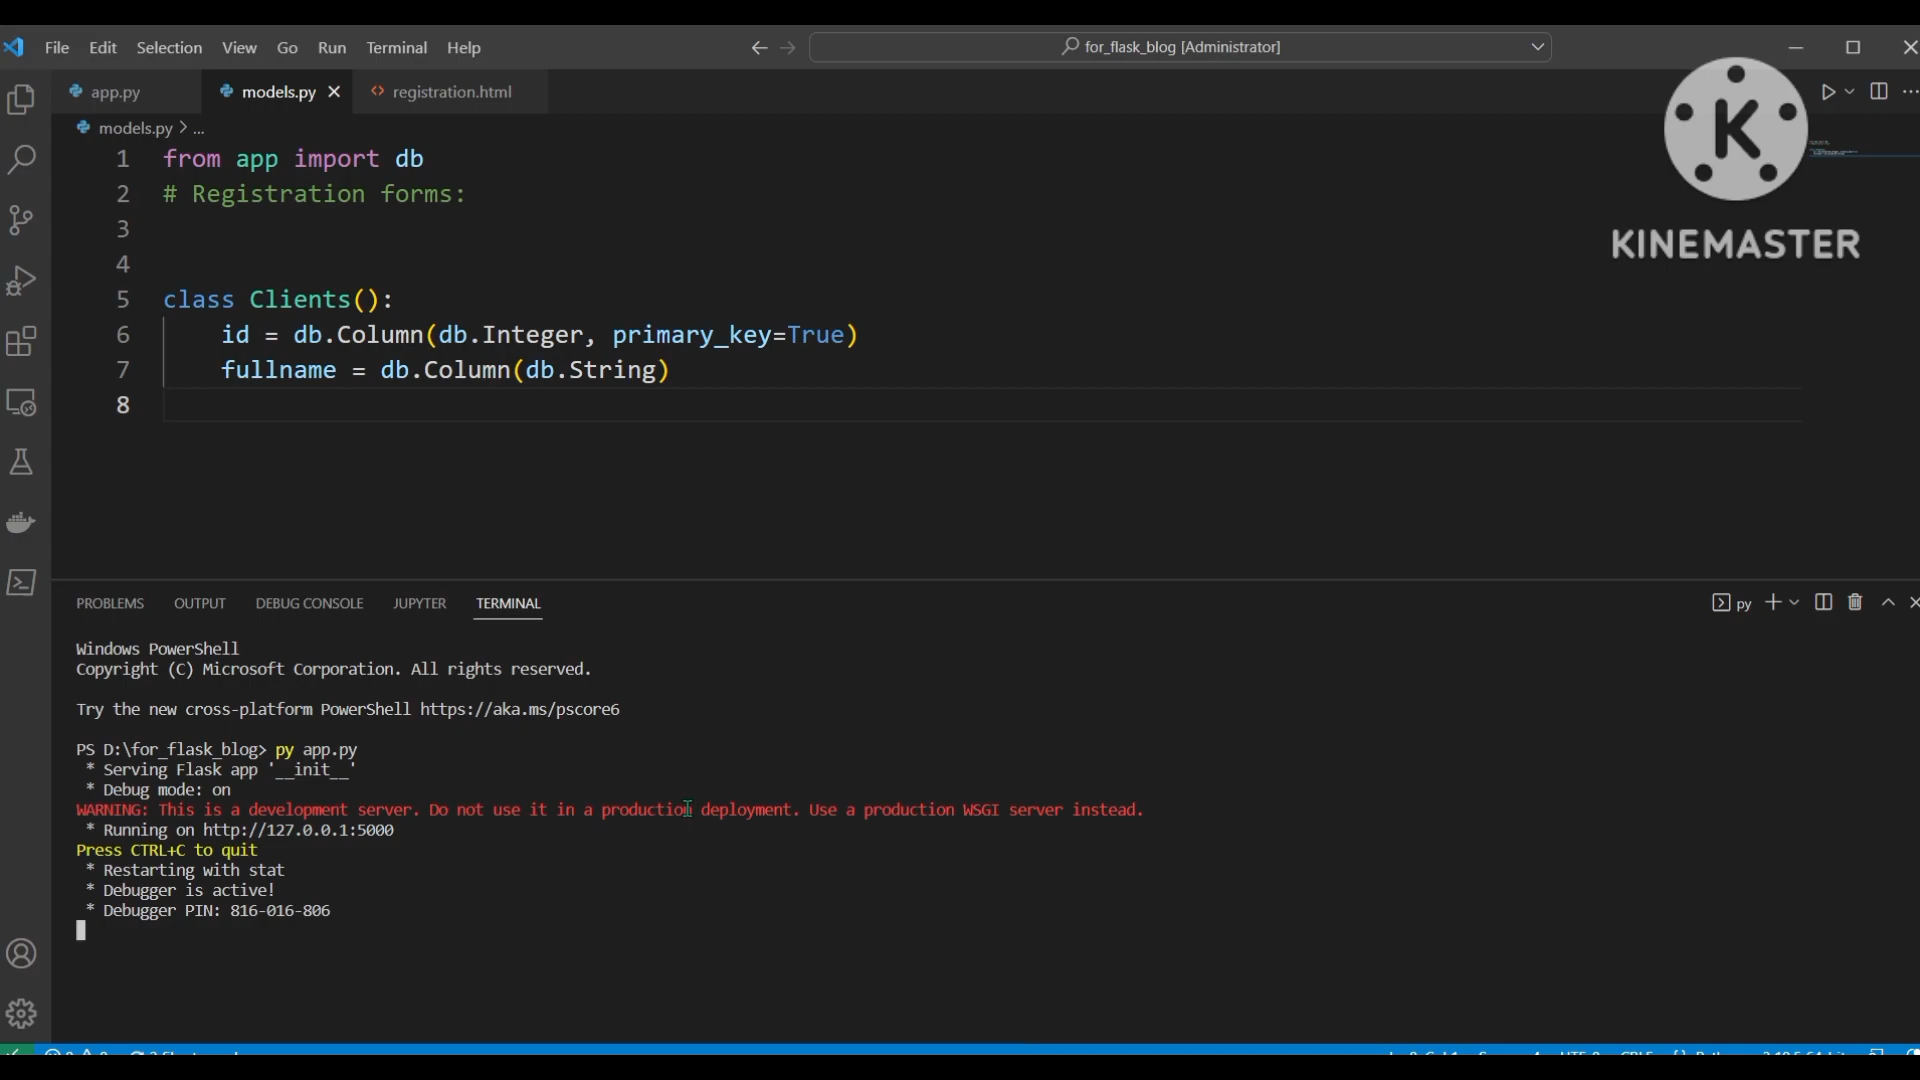 File Edit Selection View Go Run Terminal Help
for_flask_blog [Administrator]
app.py
models.py
registration.html
models.py > ...
KINEMASTER
1 from app import db
2 # Registration forms:
3
4
5 class Clients():
6 id = db.Column(db.Integer, primary_key=True)
7 fullname = db.Column(db.String)
8
PROBLEMS OUTPUT DEBUG CONSOLE JUPYTER TERMINAL
py
Windows PowerShell
Copyright (C) Microsoft Corporation. All rights reserved.
Try the new cross-platform PowerShell https://aka.ms/pscore6
PS D:\for_flask_blog> py app.py
* Serving Flask app '__init__'
* Debug mode: on
WARNING: This is a development server. Do not use it in a production deployment. Use a production WSGI server instead.
* Running on http://127.0.0.1:5000
Press CTRL+C to quit
* Restarting with stat
* Debugger is active!
* Debugger PIN: 816-016-806